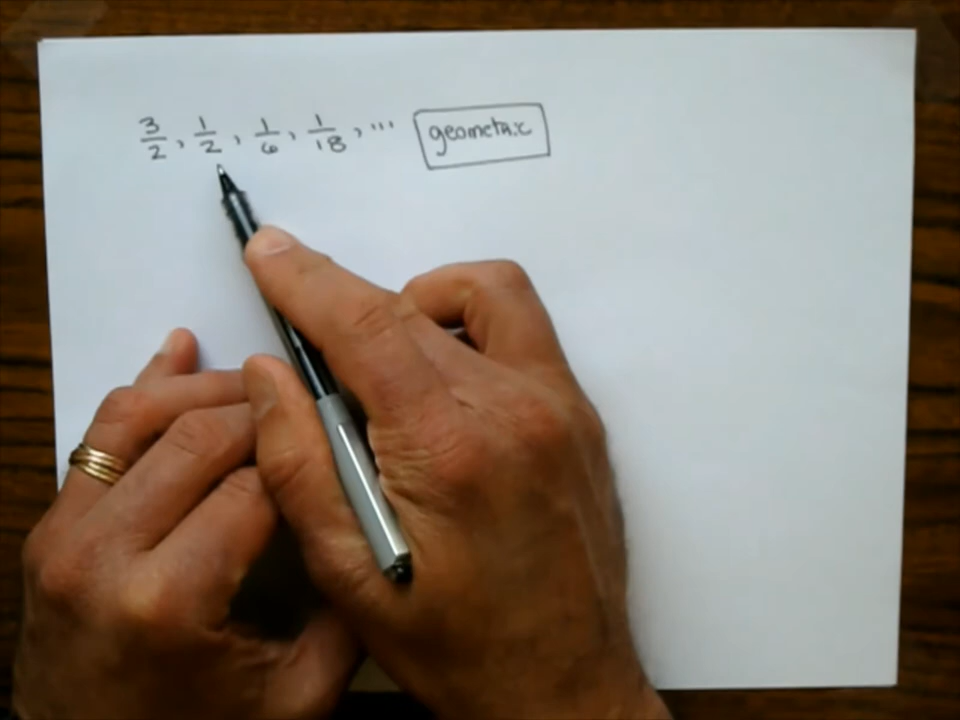 3/2, 1/2, 1/6, 1/18, ... geometric